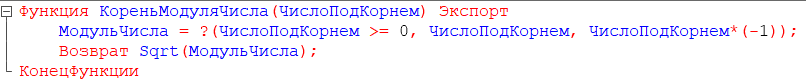 Функция КореньМодуляЧисла(ЧислоПодКорнем) Экспорт
МодульЧисла = ?(ЧислоПодКорнем >= 0, ЧислоПодКорнем, ЧислоПодКорнем*(-1));
Возврат Sqrt(МодульЧисла);
КонецФункции